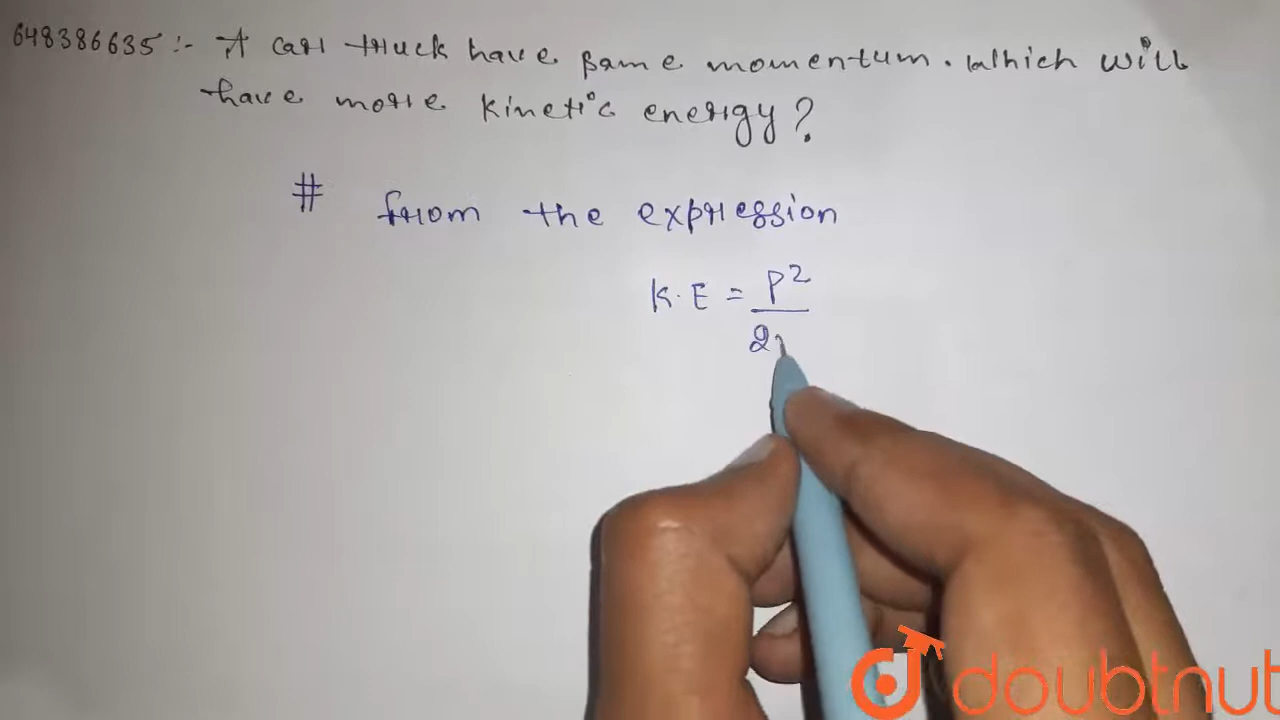 648386635 :- A car truck have same momentum. which will
have more kinetic energy?
# from the expression
K.E = P²
2
doubtnut